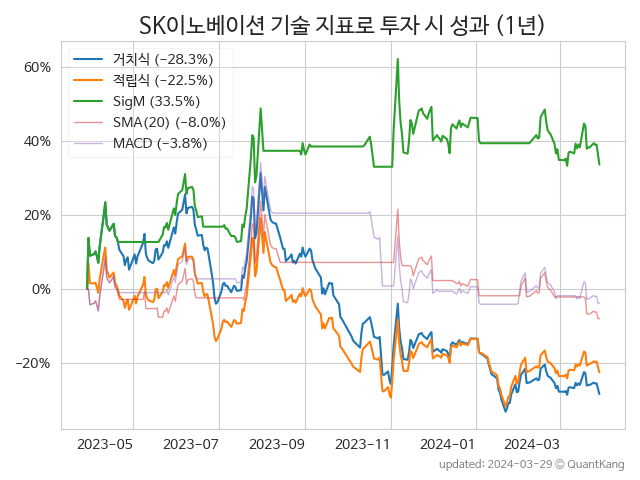 SK이노베이션 기술 지표로 투자 시 성과 (1년)
거치식 (−28.3%)
적립식 (−22.5%)
SigM (33.5%)
SMA(20) (−8.0%)
MACD (−3.8%)
60%
40%
20%
0%
−20%
2023−05 2023−07 2023−09 2023−11 2024−01 2024−03
updated: 2024−03−29 © QuantKang